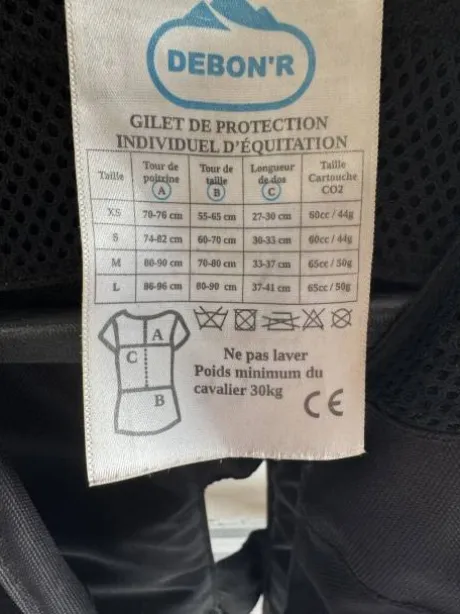 DEBON'R
GILET DE PROTECTION
INDIVIDUEL D'ÉQUITATION
Taille Tour de poitrine A Tour de taille B Longueur de dos C Taille Cartouche CO2
XS 70-76 cm 55-65 cm 27-30 cm 60cc / 44g
S 74-82 cm 60-70 cm 30-33 cm 60cc / 44g
M 80-90 cm 70-80 cm 33-37 cm 65cc / 50g
L 86-96 cm 80-90 cm 37-41 cm 65cc / 50g
A
C
B
Ne pas laver
Poids minimum du
cavalier 30kg
CE